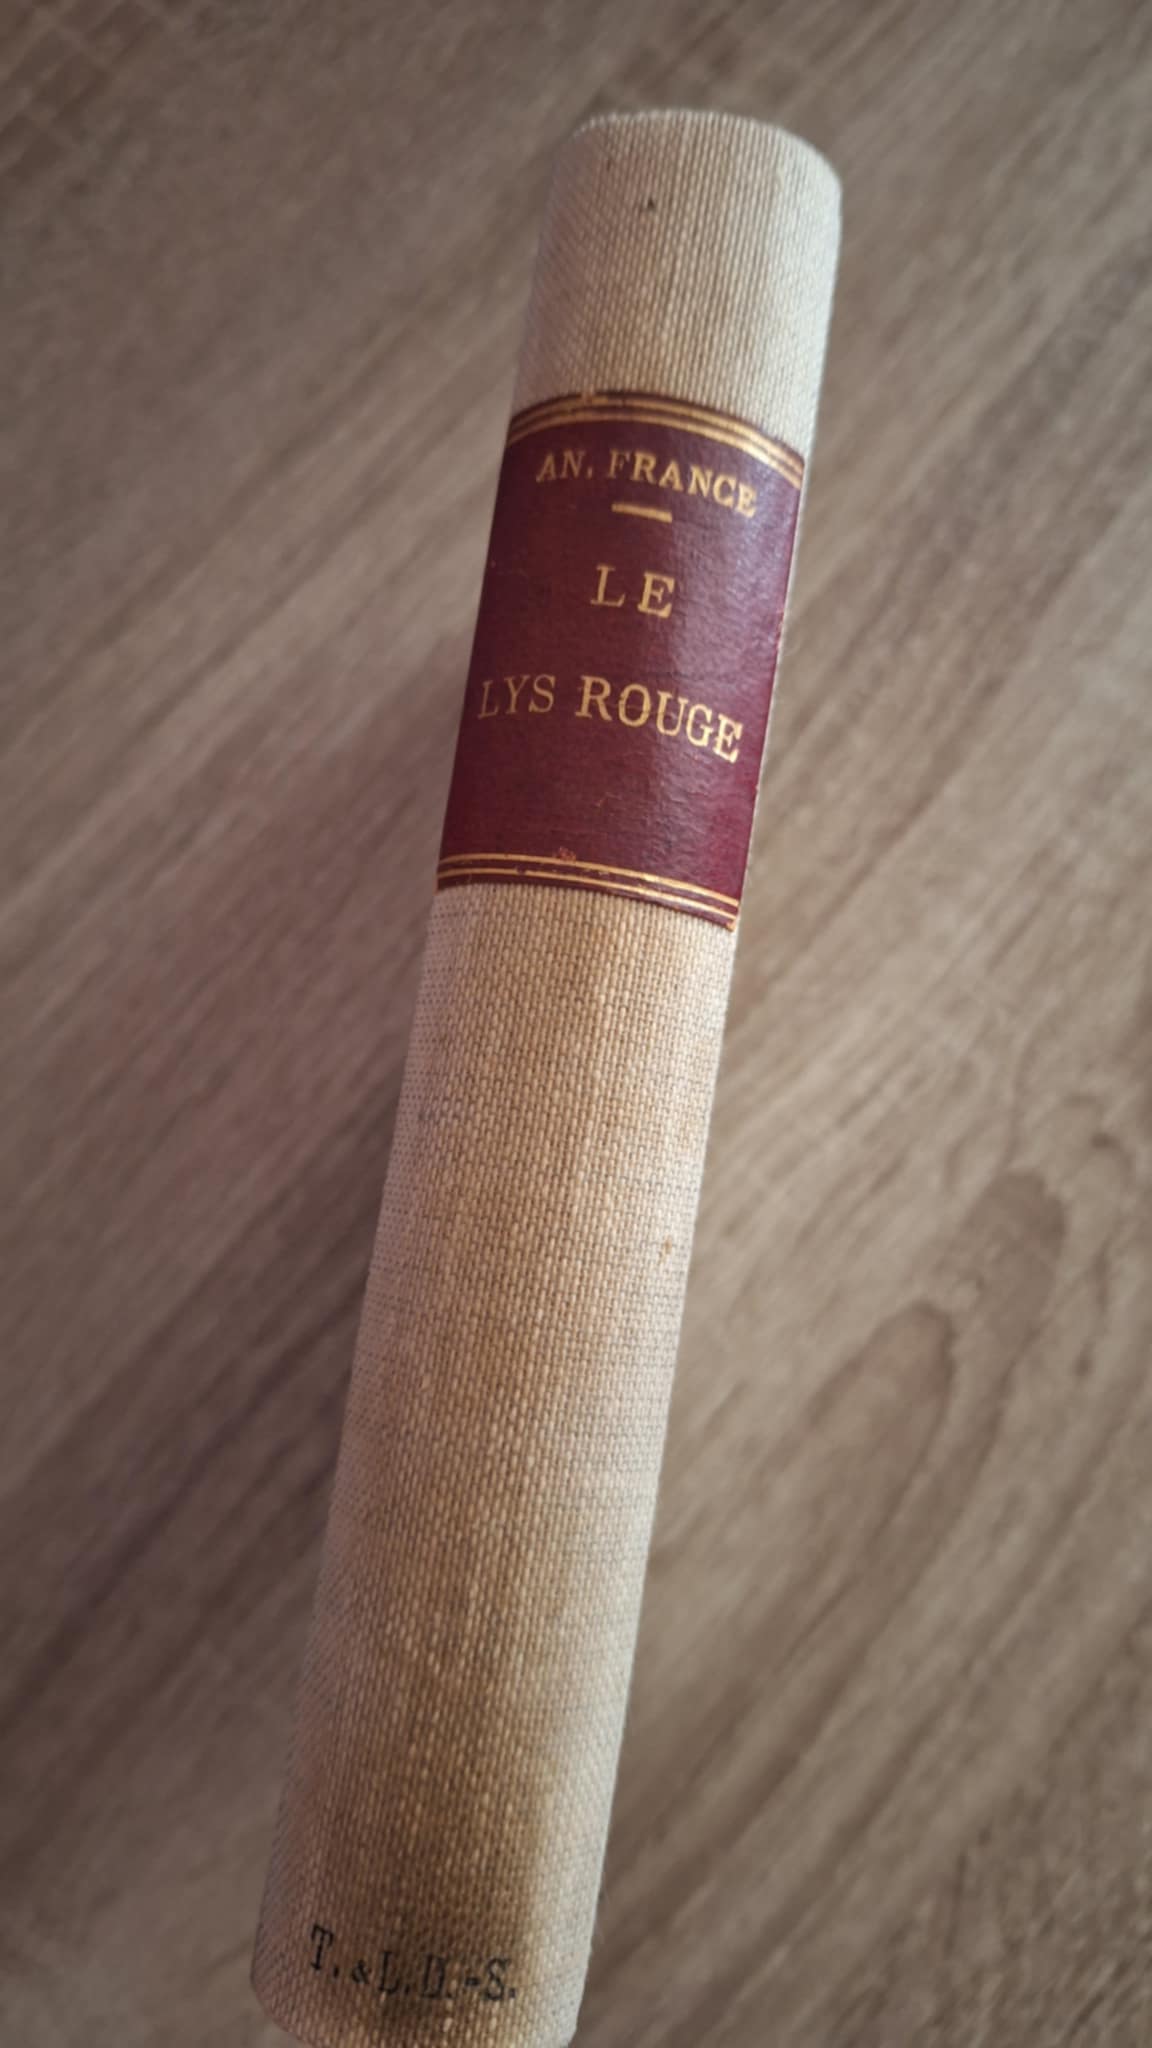 AN. FRANCE
LE
LYS ROUGE
T. & L. D.-S.